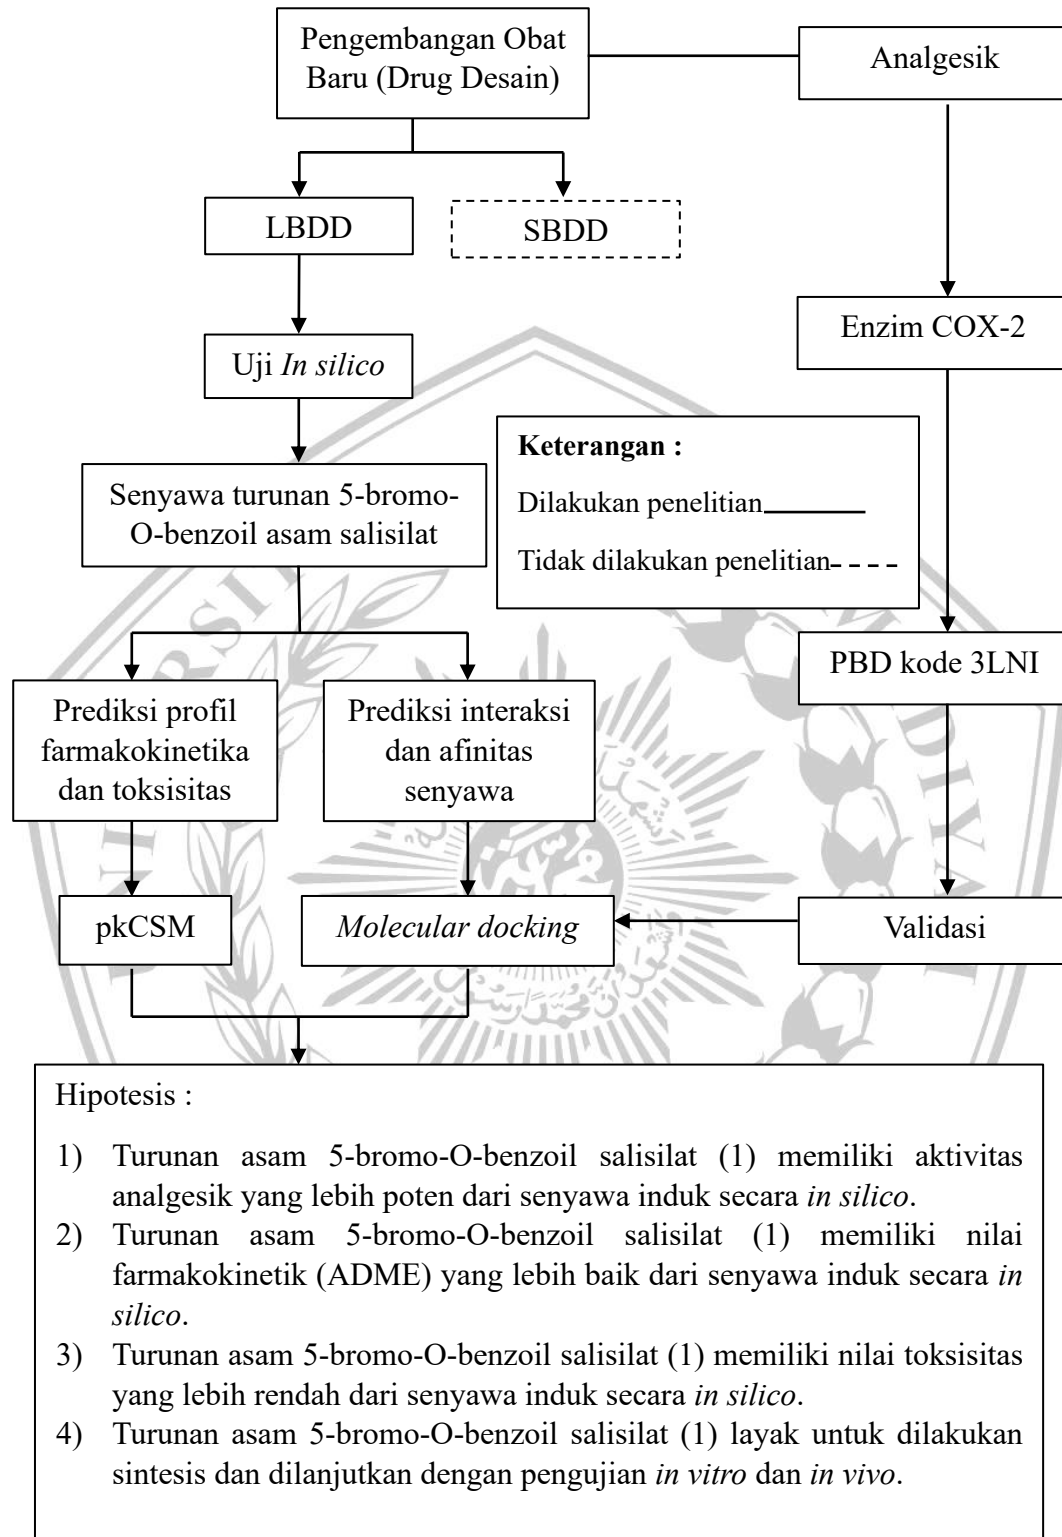 Pengembangan Obat
Baru (Drug Desain)
Analgesik
LBDD
SBDD
Enzim COX-2
Uji In silico
Keterangan :
Dilakukan penelitian
Tidak dilakukan penelitian
Senyawa turunan 5-bromo-
O-benzoil asam salisilat
PBD kode 3LNI
Prediksi profil
farmakokinetika
dan toksisitas
Prediksi interaksi
dan afinitas
senyawa
pkCSM
Molecular docking
Validasi
Hipotesis :
1) Turunan asam 5-bromo-O-benzoil salisilat (1) memiliki aktivitas
analgesik yang lebih poten dari senyawa induk secara in silico.
2) Turunan asam 5-bromo-O-benzoil salisilat (1) memiliki nilai
farmakokinetik (ADME) yang lebih baik dari senyawa induk secara in
silico.
3) Turunan asam 5-bromo-O-benzoil salisilat (1) memiliki nilai toksisitas
yang lebih rendah dari senyawa induk secara in silico.
4) Turunan asam 5-bromo-O-benzoil salisilat (1) layak untuk dilakukan
sintesis dan dilanjutkan dengan pengujian in vitro dan in vivo.